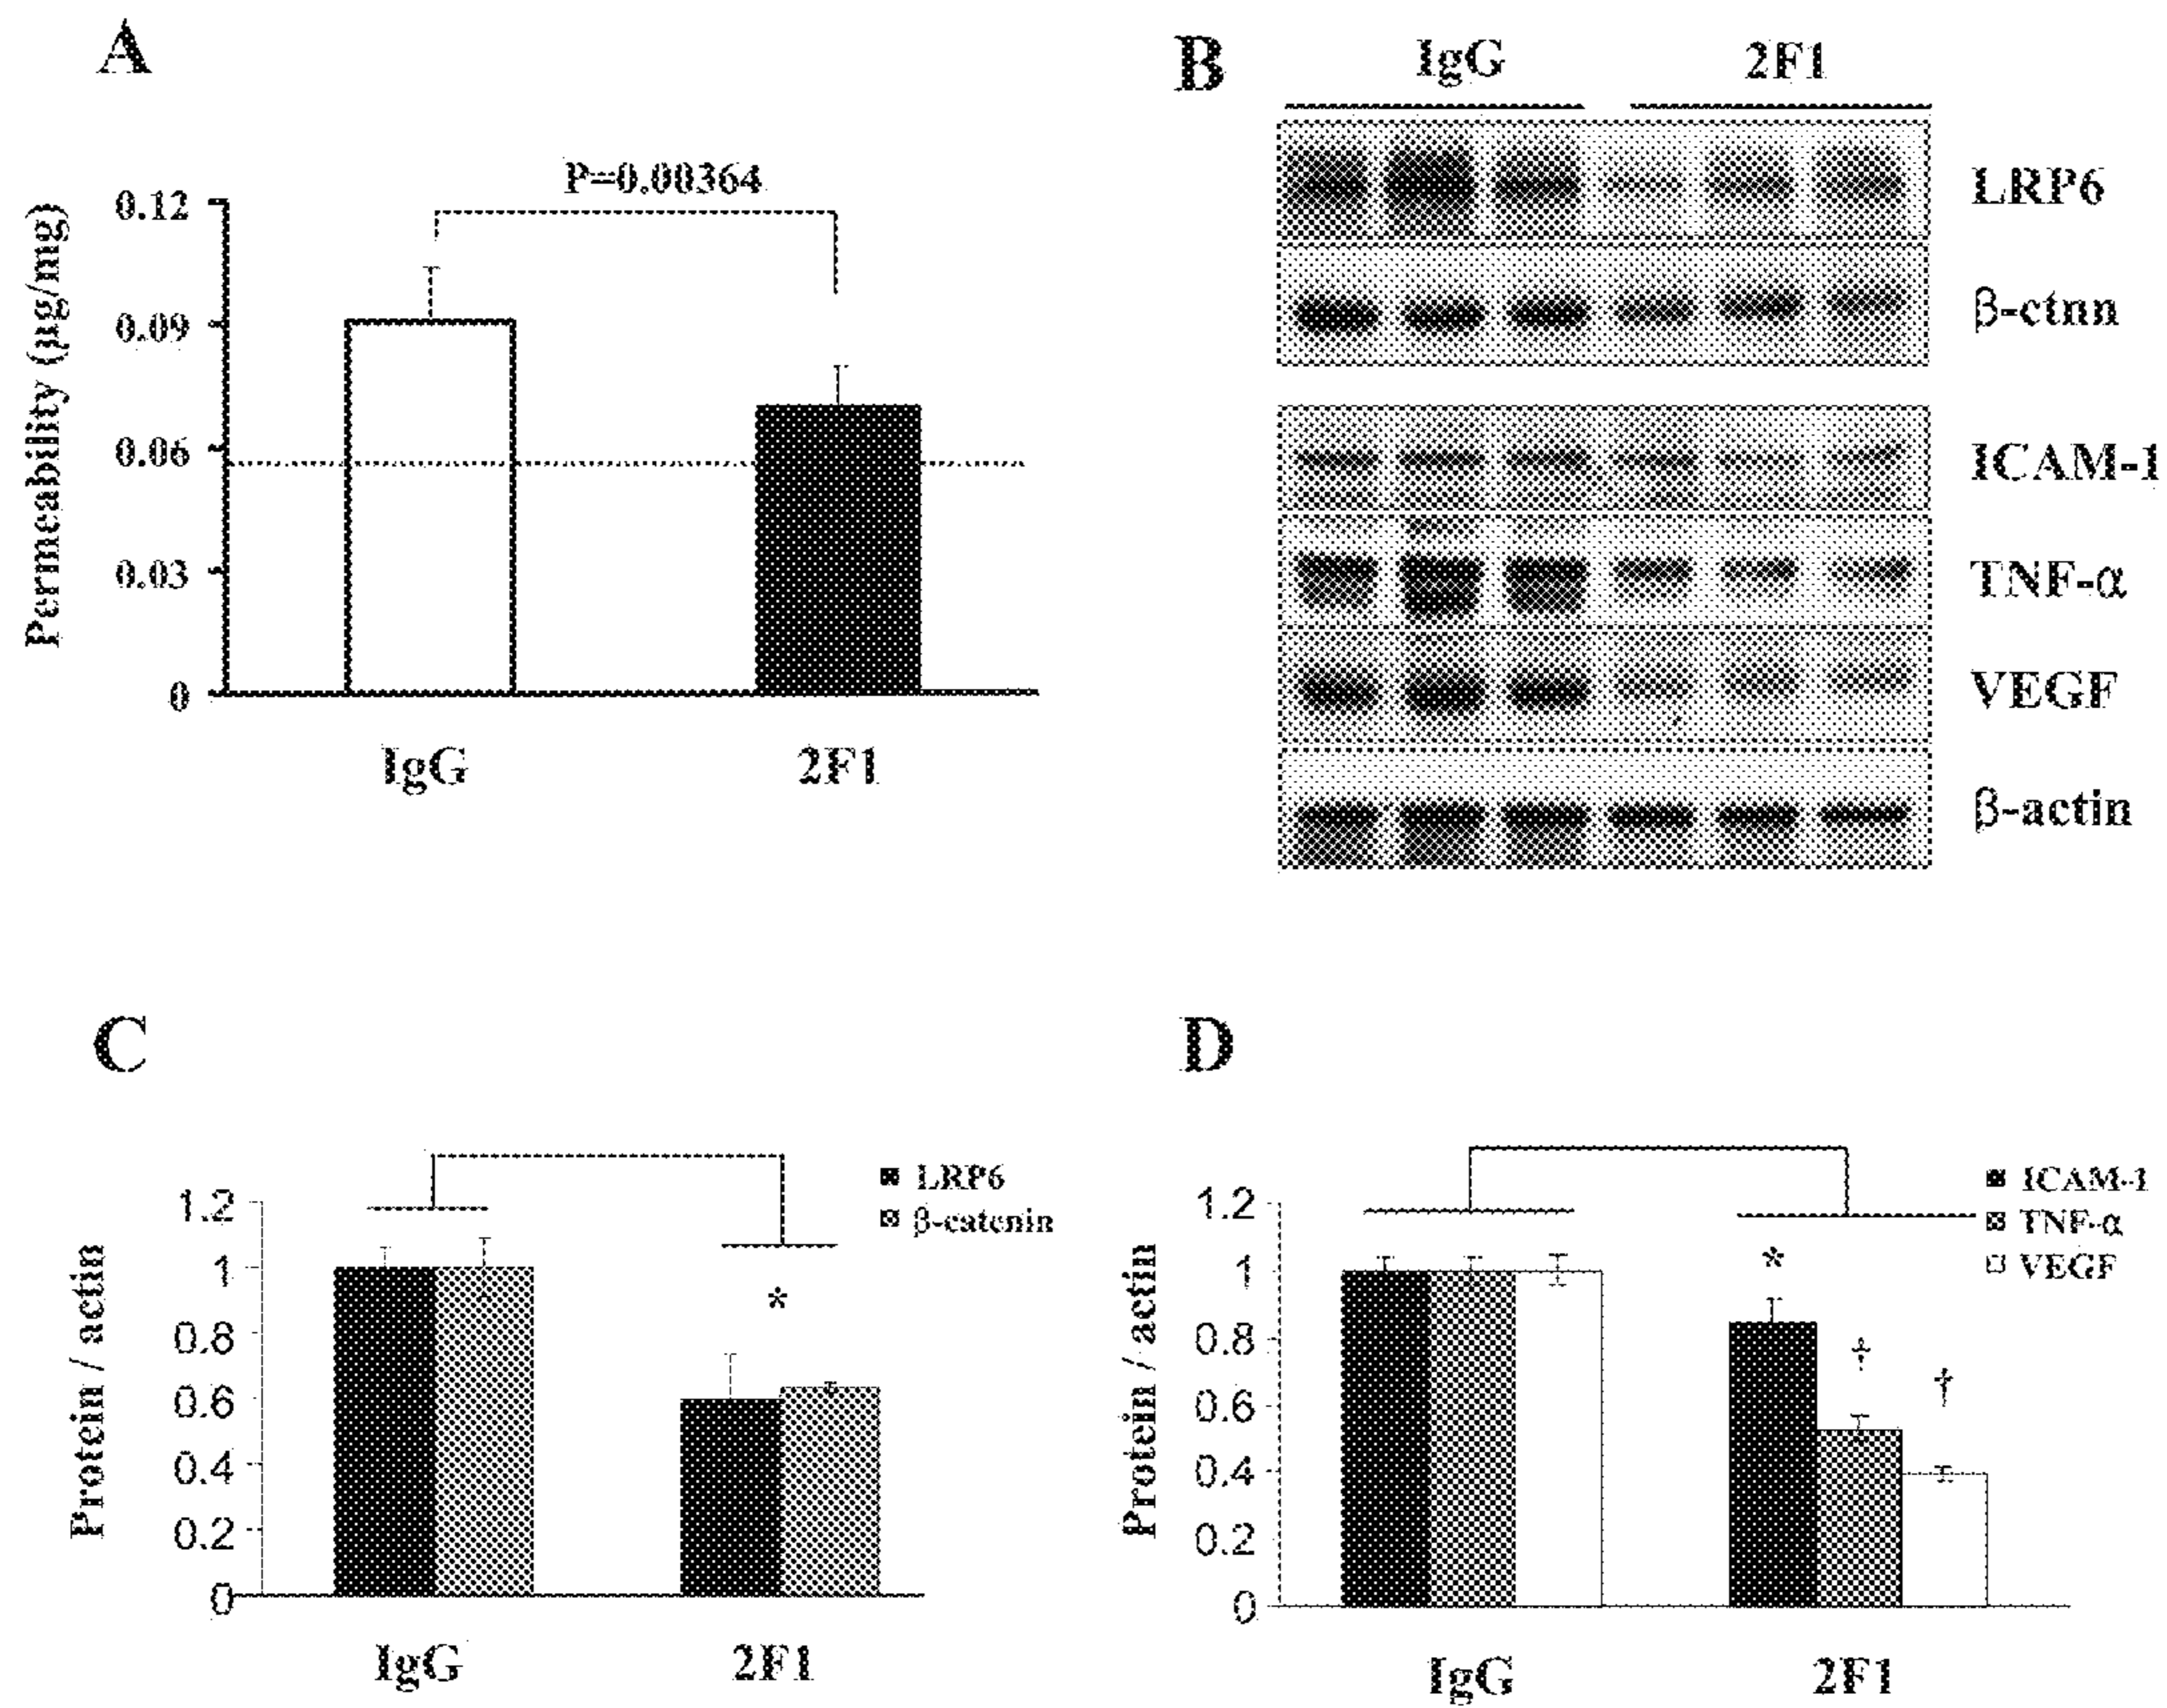 A
P=0.00364
Permeability (µg/mg)
0.12
0.09
0.06
0.03
0
IgG 2F1
B
IgG 2F1
LRP6
β-ctnn
ICAM-1
TNF-α
VEGF
β-actin
C
LRP6
β-catenin
Protein / actin
1.2
1
0.8
0.6
0.4
0.2
0
*
IgG 2F1
D
ICAM-1
TNF-α
VEGF
Protein / actin
1.2
1
0.8
0.6
0.4
0.2
0
*
†
†
IgG 2F1